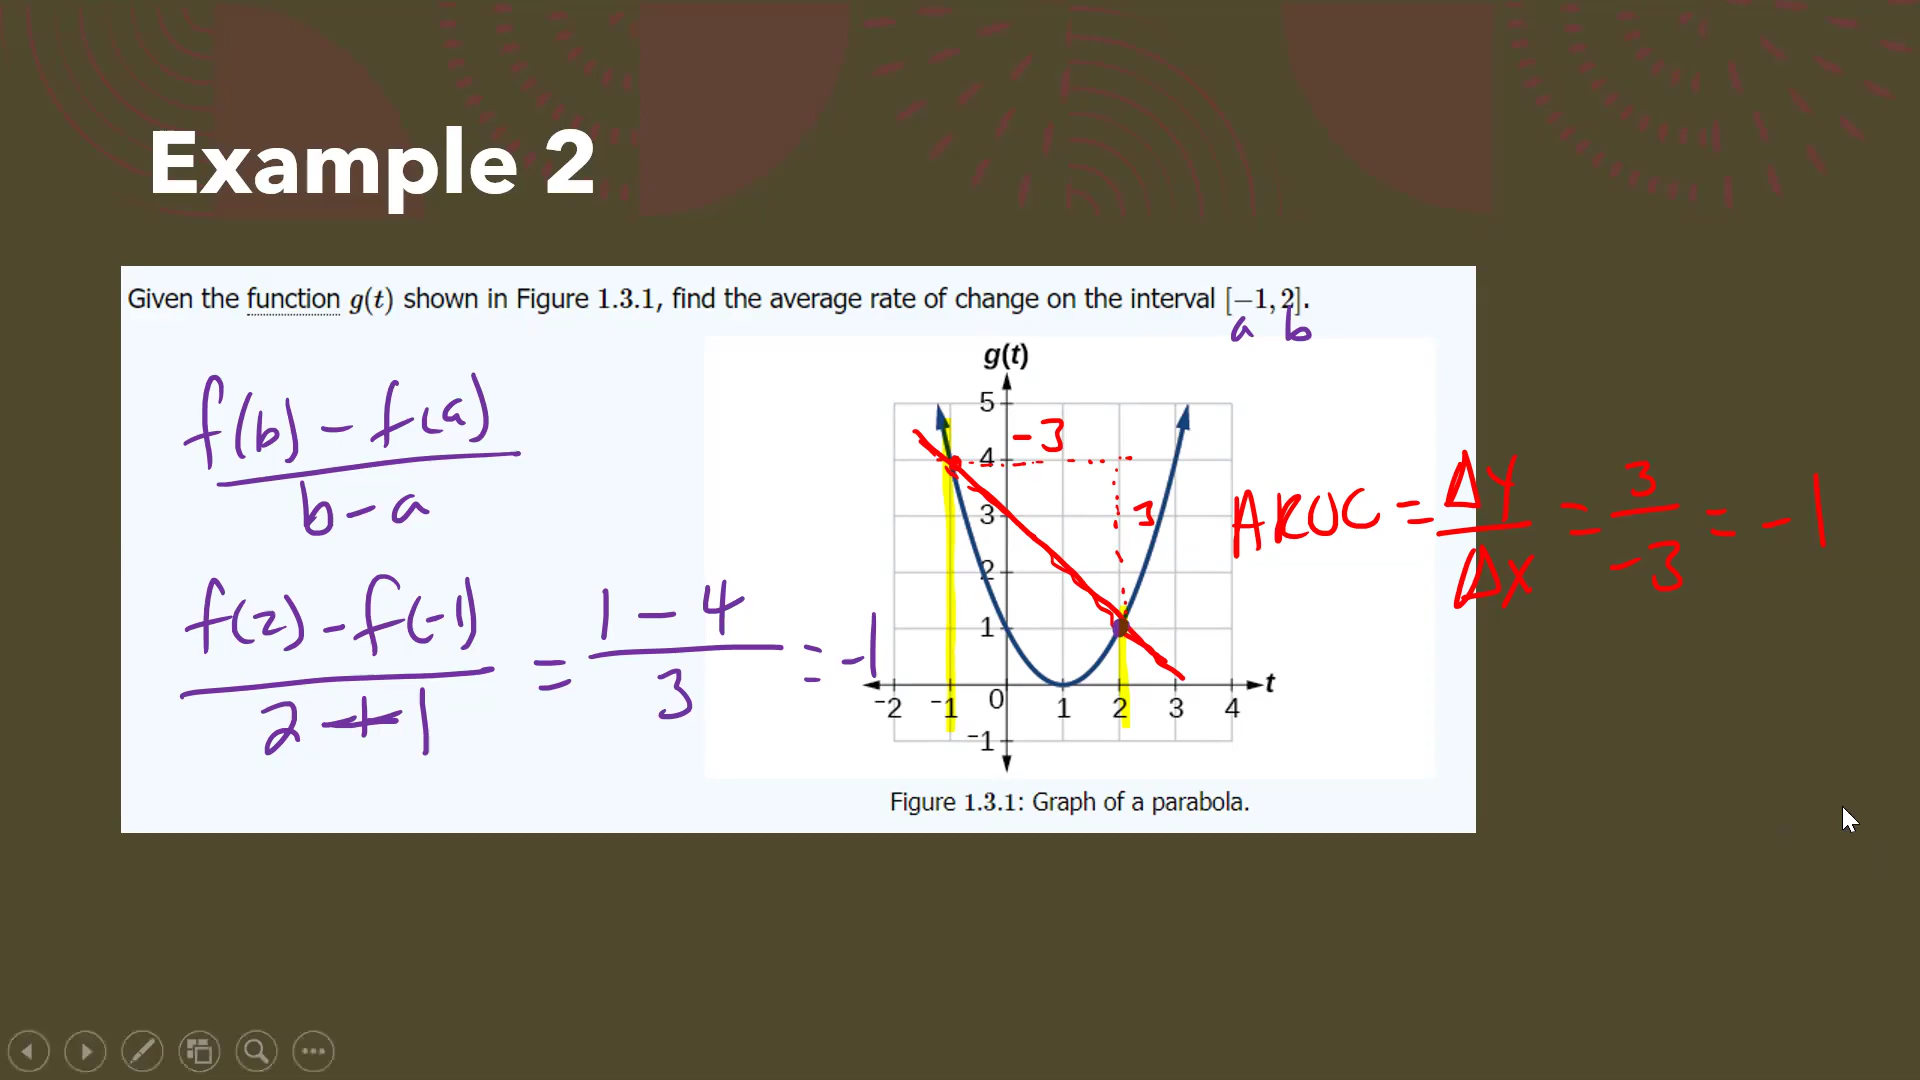 Example 2
Given the function g(t) shown in Figure 1.3.1, find the average rate of change on the interval [−1, 2].
a b
f(b) - f(a)
b - a
f(2) - f(-1)
2 + 1
=
1 - 4
3
= -1
g(t)
5
4
3
2
1
0
−1
−2 −1 1 2 3 4
t
-3
3
AROC = ΔY
ΔX
= 3
-3
= -1
Figure 1.3.1: Graph of a parabola.